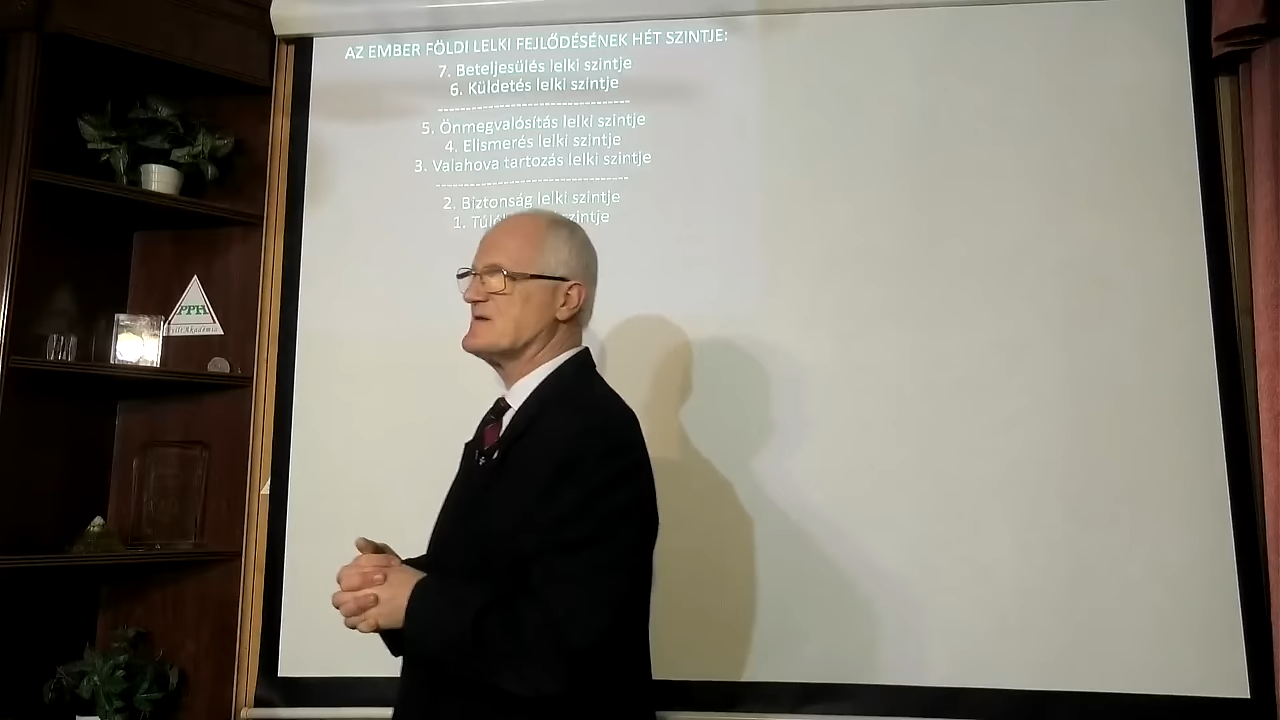 AZ EMBER FÖLDI LELKI FEJLŐDÉSÉNEK HÉT SZINTJE:
7. Beteljesülés lelki szintje
6. Küldetés lelki szintje
----------------------------------
5. Önmegvalósítás lelki szintje
4. Elismerés lelki szintje
3. Valahova tartozás lelki szintje
----------------------------------
2. Biztonság lelki szintje
1. szintje
PPH